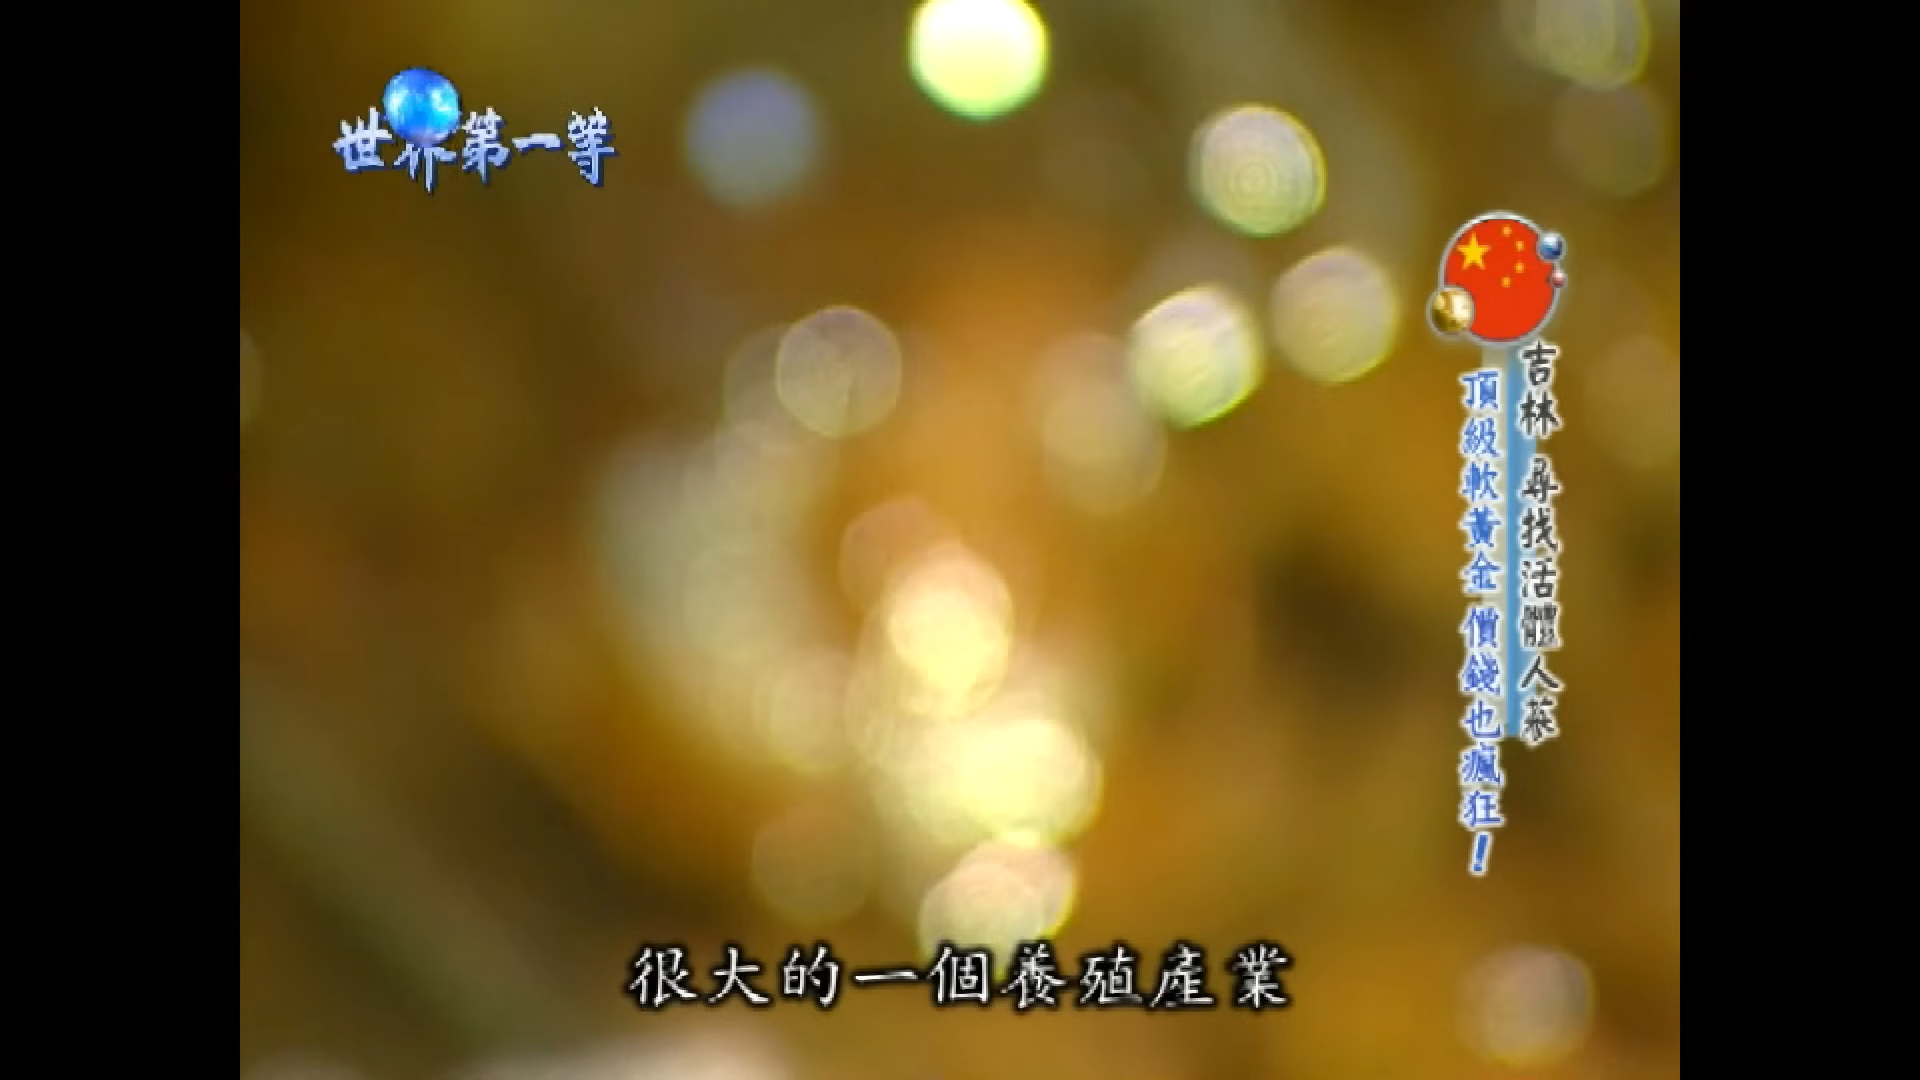 世界第一等
吉林 尋找活體人蔘
頂級軟黃金 價錢也瘋狂!
很大的一個養殖產業